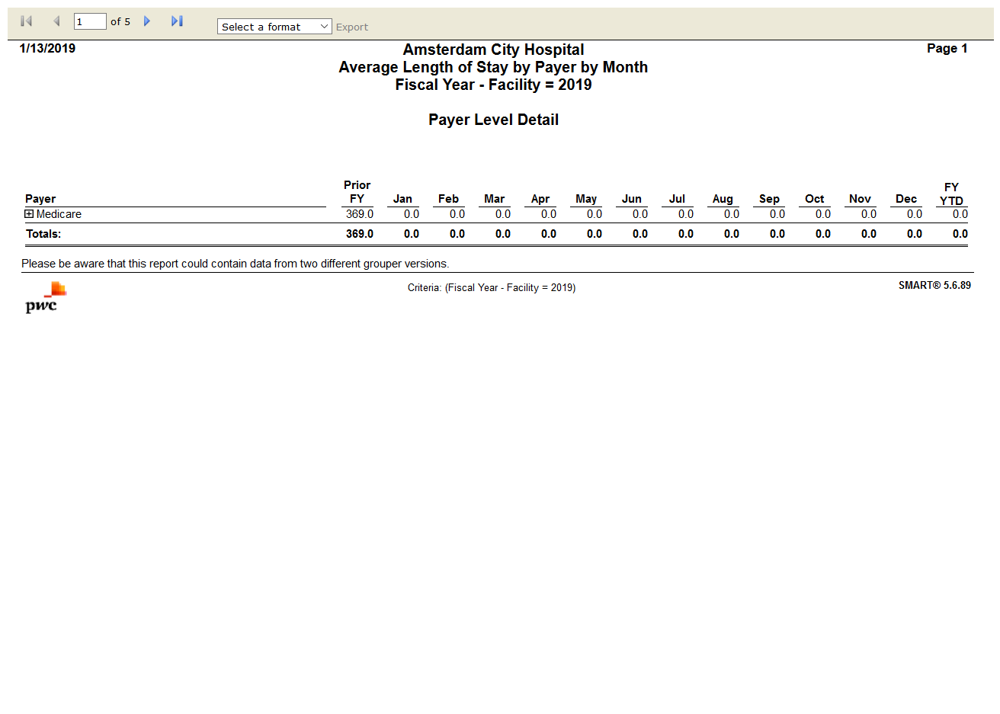 1 of 5 Select a format Export
1/13/2019 Amsterdam City Hospital Page 1
Average Length of Stay by Payer by Month
Fiscal Year - Facility = 2019
Payer Level Detail
Prior FY
Payer FY Jan Feb Mar Apr May Jun Jul Aug Sep Oct Nov Dec YTD
Medicare 369.0 0.0 0.0 0.0 0.0 0.0 0.0 0.0 0.0 0.0 0.0 0.0 0.0 0.0
Totals: 369.0 0.0 0.0 0.0 0.0 0.0 0.0 0.0 0.0 0.0 0.0 0.0 0.0 0.0
Please be aware that this report could contain data from two different grouper versions.
Criteria: (Fiscal Year - Facility = 2019) SMART® 5.6.89
pwc